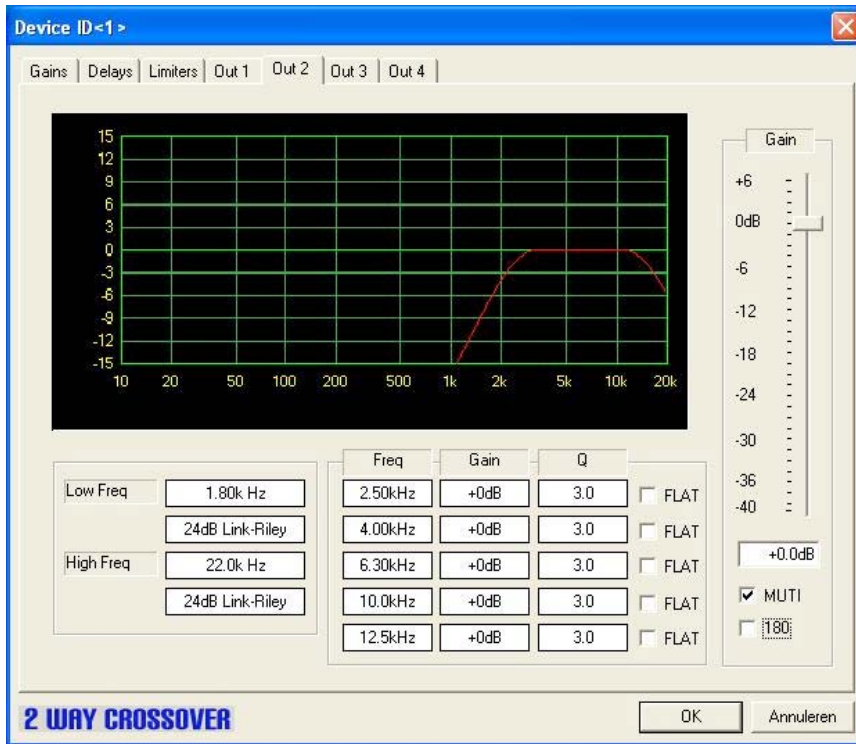 Device ID<1>
Gains Delays Limiters Out 1 Out 2 Out 3 Out 4
15
12
9
6
3
0
-3
-6
-9
-12
-15
10 20 50 100 200 500 1k 2k 5k 10k 20k
Gain
+6
0dB
-6
-12
-18
-24
-30
-36
-40
+0.0dB
MUTI
180
Low Freq 1.80k Hz
24dB Link-Riley
High Freq 22.0k Hz
24dB Link-Riley
Freq Gain Q
2.50kHz +0dB 3.0 FLAT
4.00kHz +0dB 3.0 FLAT
6.30kHz +0dB 3.0 FLAT
10.0kHz +0dB 3.0 FLAT
12.5kHz +0dB 3.0 FLAT
2 WAY CROSSOVER
OK Annuleren